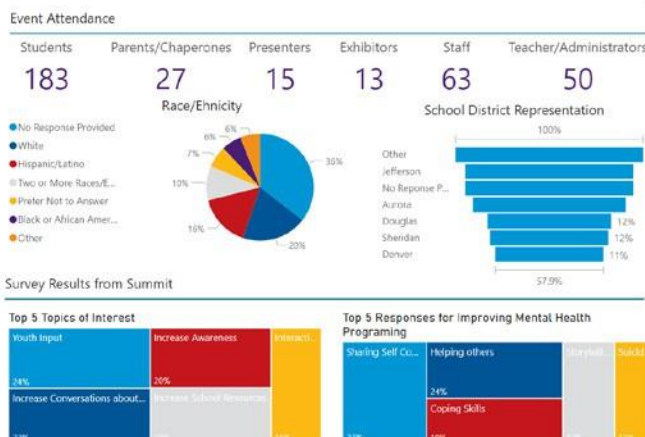 Event Attendance
Students Parents/Chaperones Presenters Exhibitors Staff Teacher/Administrators
183 27 15 13 63 50
Race/Ehnicity
No Response Provided
White
Hispanic/Latino
Two or More Races/E...
Prefer Not to Answer
Black or African Amer...
Other
6%
6%
7%
10%
16%
20%
36%
School District Representation
100%
Other
Jefferson
No Reponse P...
Aurora
Douglas 12%
Sheridan 12%
Denver 11%
57.9%
Survey Results from Summit
Top 5 Topics of Interest
Youth Input
24%
Increase Awareness
20%
Interacti...
Increase Conversations about...
Increase School Resources
Top 5 Responses for Improving Mental Health
Programing
Sharing Self Co...
Helping others
24%
Coping Skills